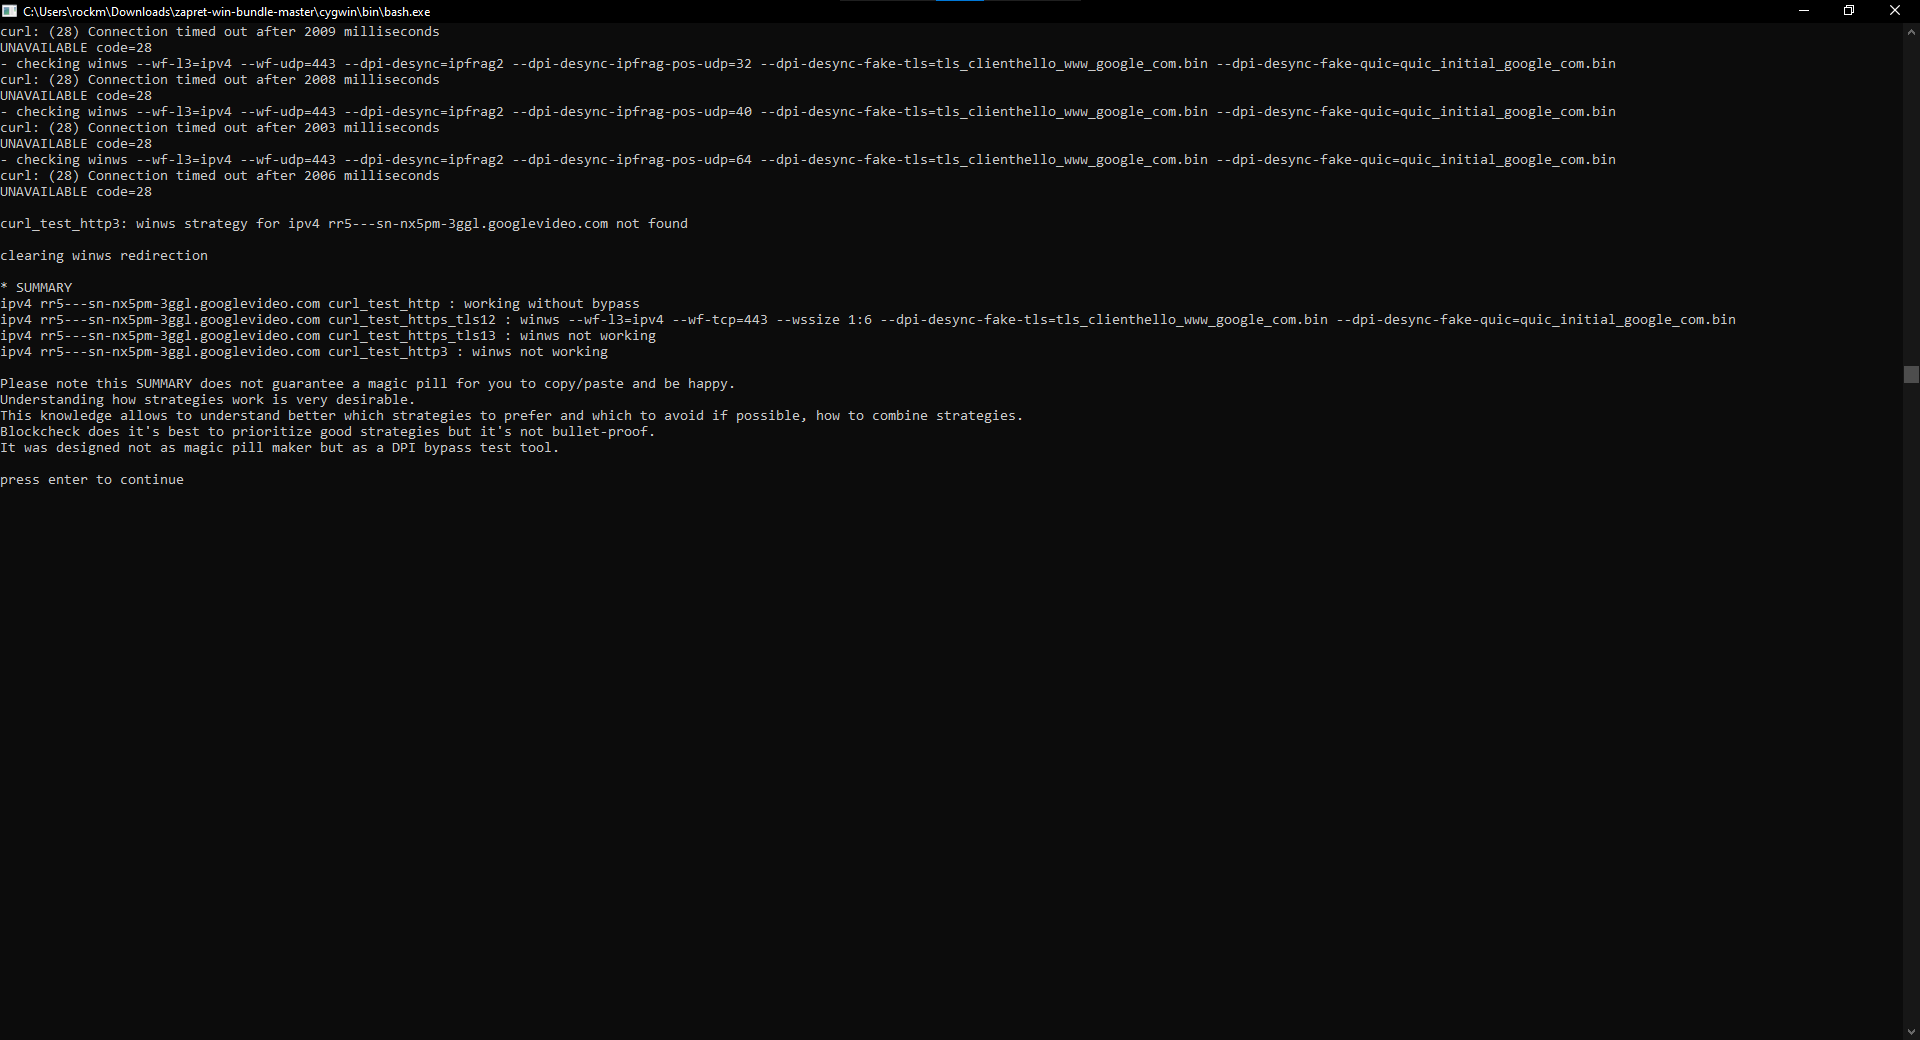 C:\Users\rockm\Downloads\zapret-win-bundle-master\cygwin\bin\bash.exe
curl: (28) Connection timed out after 2009 milliseconds
UNAVAILABLE code=28
- checking winws --wf-l3=ipv4 --wf-udp=443 --dpi-desync=ipfrag2 --dpi-desync-ipfrag-pos-udp=32 --dpi-desync-fake-tls=tls_clienthello_www_google_com.bin --dpi-desync-fake-quic=quic_initial_google_com.bin
curl: (28) Connection timed out after 2008 milliseconds
UNAVAILABLE code=28
- checking winws --wf-l3=ipv4 --wf-udp=443 --dpi-desync=ipfrag2 --dpi-desync-ipfrag-pos-udp=40 --dpi-desync-fake-tls=tls_clienthello_www_google_com.bin --dpi-desync-fake-quic=quic_initial_google_com.bin
curl: (28) Connection timed out after 2003 milliseconds
UNAVAILABLE code=28
- checking winws --wf-l3=ipv4 --wf-udp=443 --dpi-desync=ipfrag2 --dpi-desync-ipfrag-pos-udp=64 --dpi-desync-fake-tls=tls_clienthello_www_google_com.bin --dpi-desync-fake-quic=quic_initial_google_com.bin
curl: (28) Connection timed out after 2006 milliseconds
UNAVAILABLE code=28
curl_test_http3: winws strategy for ipv4 rr5---sn-nx5pm-3ggl.googlevideo.com not found
clearing winws redirection
* SUMMARY
ipv4 rr5---sn-nx5pm-3ggl.googlevideo.com curl_test_http : working without bypass
ipv4 rr5---sn-nx5pm-3ggl.googlevideo.com curl_test_https_tls12 : winws --wf-l3=ipv4 --wf-tcp=443 --wssize 1:6 --dpi-desync-fake-tls=tls_clienthello_www_google_com.bin --dpi-desync-fake-quic=quic_initial_google_com.bin
ipv4 rr5---sn-nx5pm-3ggl.googlevideo.com curl_test_https_tls13 : winws not working
ipv4 rr5---sn-nx5pm-3ggl.googlevideo.com curl_test_http3 : winws not working
Please note this SUMMARY does not guarantee a magic pill for you to copy/paste and be happy.
Understanding how strategies work is very desirable.
This knowledge allows to understand better which strategies to prefer and which to avoid if possible, how to combine strategies.
Blockcheck does it's best to prioritize good strategies but it's not bullet-proof.
It was designed not as magic pill maker but as a DPI bypass test tool.
press enter to continue